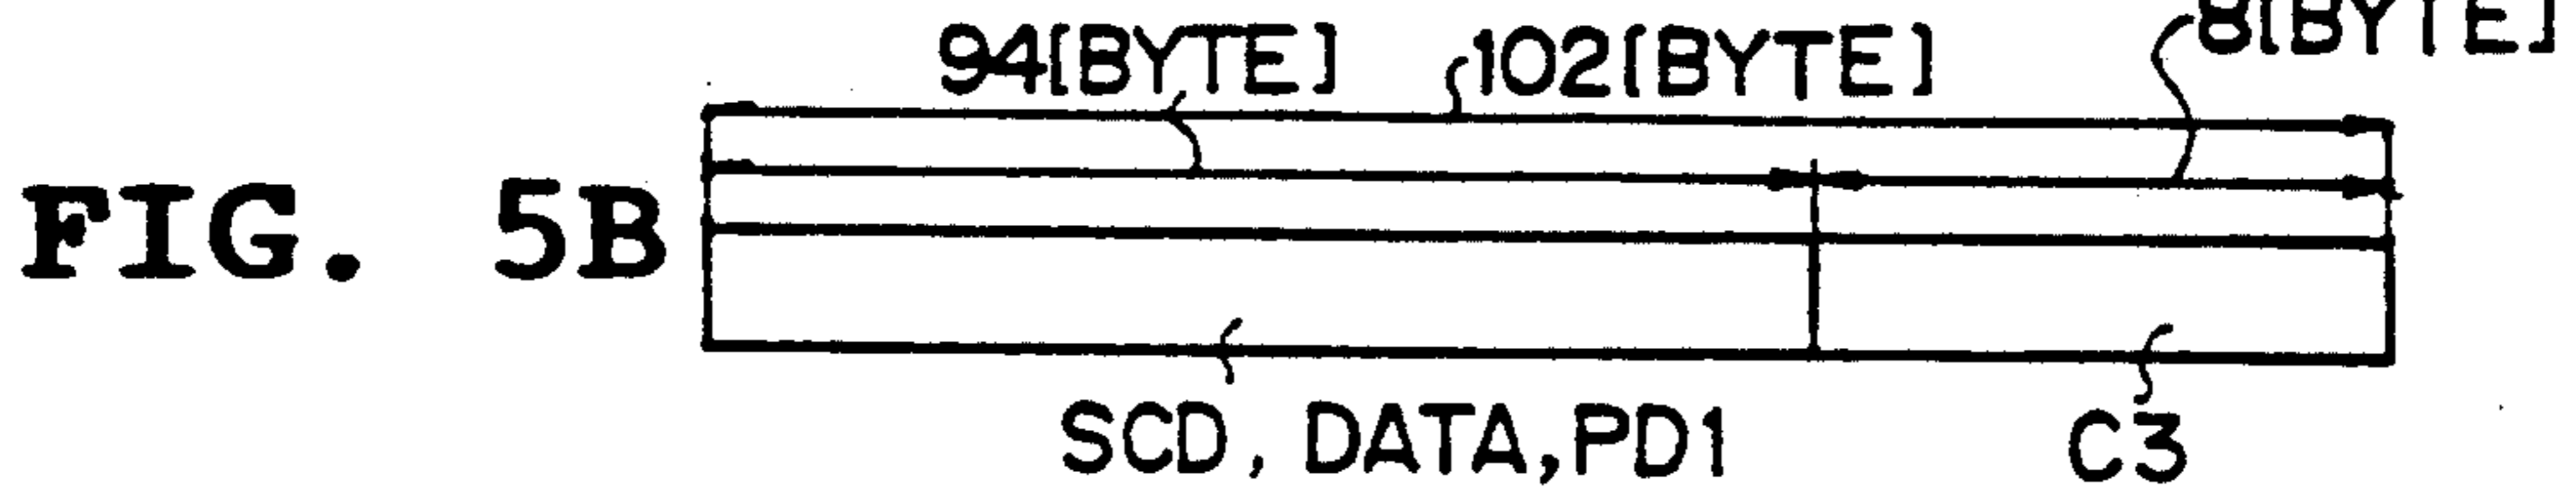 94[BYTE] 102[BYTE] 8[BYTE]
FIG. 5B
SCD, DATA, PD1 C3